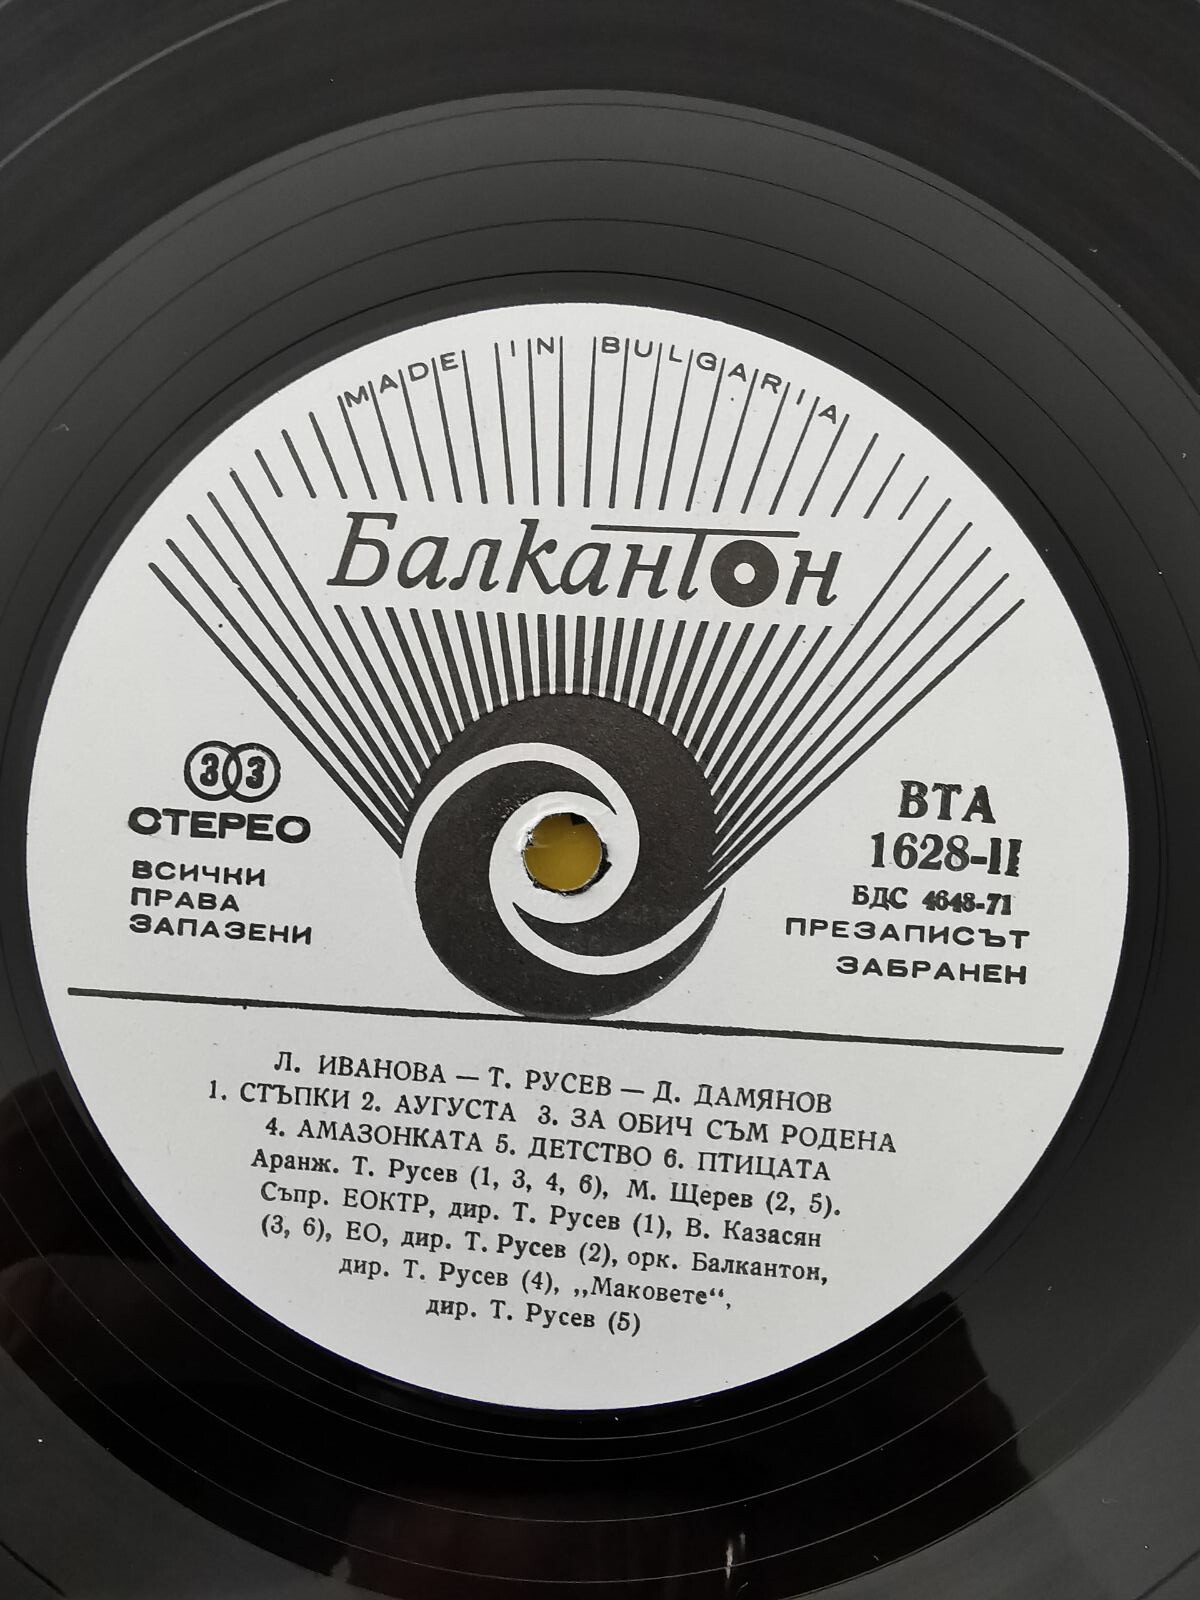 MADE IN BULGARIA
Балкантон
33
СТЕРЕО
ВСИЧКИ
ПРАВА
ЗАПАЗЕНИ
ВТА
1628-II
БДС 4648-71
ПРЕЗАПИСЪТ
ЗАБРАНЕН
Л. ИВАНОВА — Т. РУСЕВ — Д. ДАМЯНОВ
1. СТЪПКИ 2. АУГУСТА 3. ЗА ОБИЧ СЪМ РОДЕНА
4. АМАЗОНКАТА 5. ДЕТСТВО 6. ПТИЦАТА
Аранж. Т. Русев (1, 3, 4, 6), М. Щерев (2, 5).
Съпр. ЕОКТР, дир. Т. Русев (1), В. Казасян
(3, 6), ЕО, дир. Т. Русев (2), орк. Балкантон,
дир. Т. Русев (4), „Маковете“,
дир. Т. Русев (5)